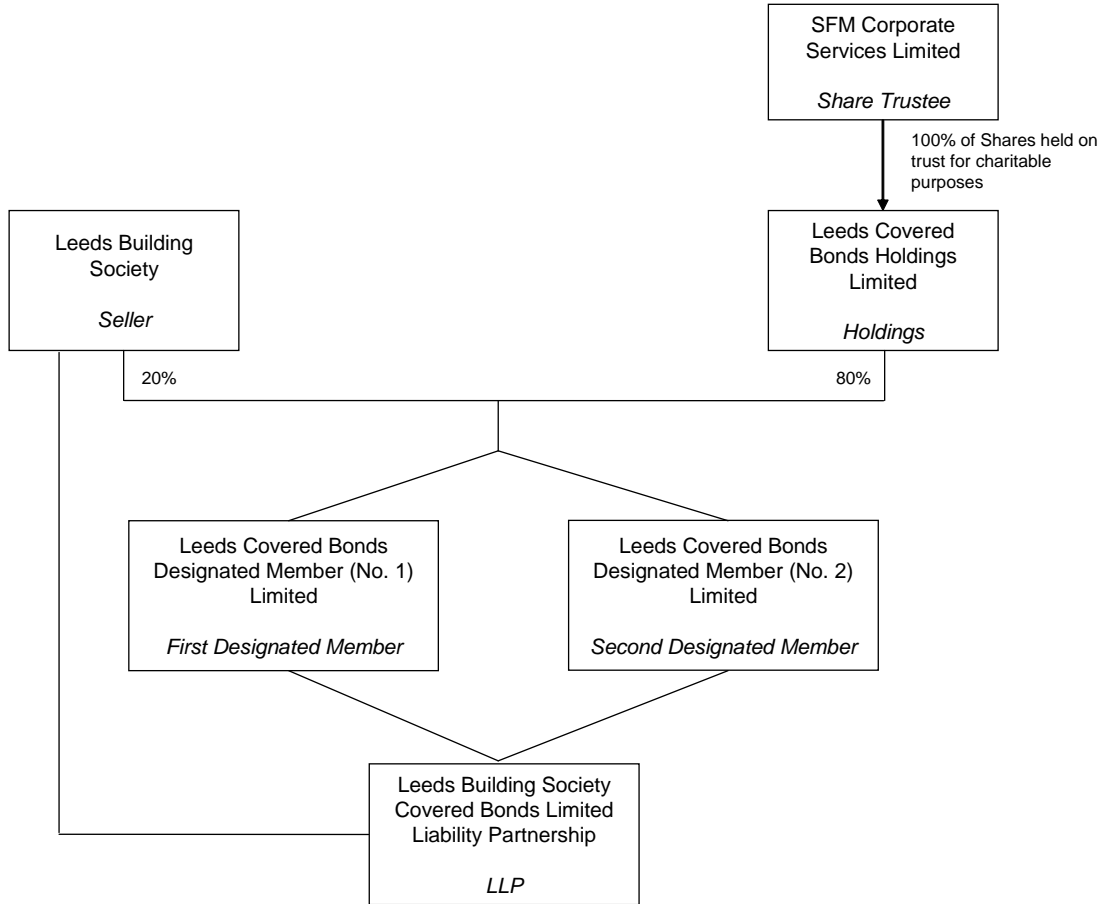 SFM Corporate
Services Limited
Share Trustee
100% of Shares held on
trust for charitable
purposes
Leeds Building
Society
Seller
Leeds Covered
Bonds Holdings
Limited
Holdings
20%
80%
Leeds Covered Bonds
Designated Member (No. 1)
Limited
First Designated Member
Leeds Covered Bonds
Designated Member (No. 2)
Limited
Second Designated Member
Leeds Building Society
Covered Bonds Limited
Liability Partnership
LLP